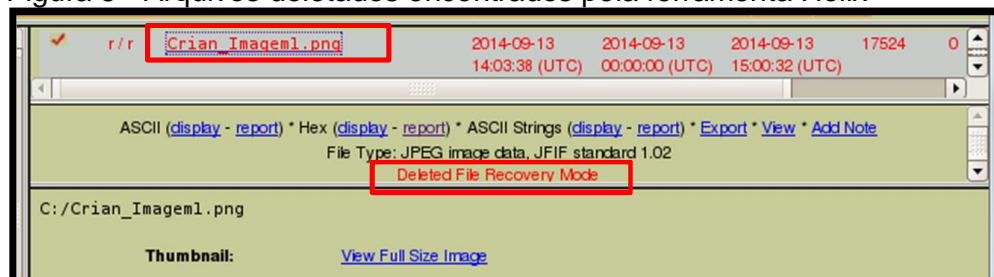 r / r Crian_Imagem1.png 2014-09-13 2014-09-13 2014-09-13 17524 0
14:03:38 (UTC) 00:00:00 (UTC) 15:00:32 (UTC)
ASCII (display - report) * Hex (display - report) * ASCII Strings (display - report) * Export * View * Add Note
File Type: JPEG image data, JFIF standard 1.02
Deleted File Recovery Mode
C:/Crian_Imagem1.png
Thumbnail: View Full Size Image